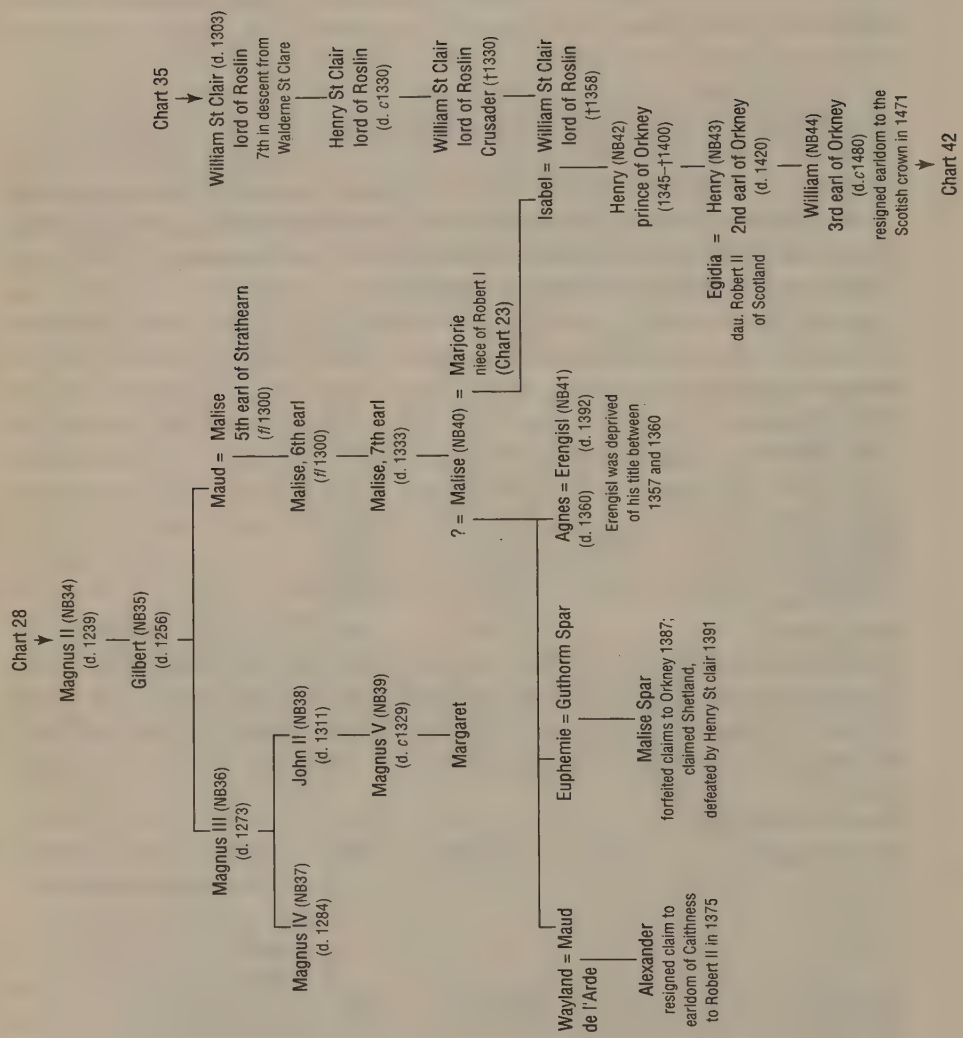 Chart 28
Magnus II (NB34)
(d. 1239)
Gilbert (NB35)
(d. 1256)
Magnus III (NB36)
(d. 1273)
Magnus IV (NB37)
(d. 1284)
John II (NB38)
(d. 1311)
Magnus V (NB39)
(d. c1329)
Margaret
Maud = Malise
5th earl of Strathearn
(fl 1300)
Malise, 6th earl
(fl 1300)
Malise, 7th earl
(d. 1333)
? = Malise (NB40) = Marjorie
niece of Robert I
(Chart 23)
Wayland = Maud
de l'Arde
Alexander
resigned claim to
earldom of Caithness
to Robert II in 1375
Euphemie = Guthorm Spar
Malise Spar
forfeited claims to Orkney 1387;
claimed Shetland,
defeated by Henry St clair 1391
Agnes = Erengisl (NB41)
(d. 1360) (d. 1392)
Erengisl was deprived
of his title between
1357 and 1360
Chart 35
William St Clair (d. 1303)
lord of Roslin
7th in descent from
Walderne St Clare
Henry St Clair
lord of Roslin
(d. c1330)
William St Clair
lord of Roslin
Crusader (†1330)
Isabel = William St Clair
lord of Roslin
(†1358)
Henry (NB42)
prince of Orkney
(1345–†1400)
Egidia = Henry (NB43)
dau. Robert II 2nd earl of Orkney
of Scotland (d. 1420)
William (NB44)
3rd earl of Orkney
(d.c1480)
resigned earldom to the
Scotish crown in 1471
Chart 42